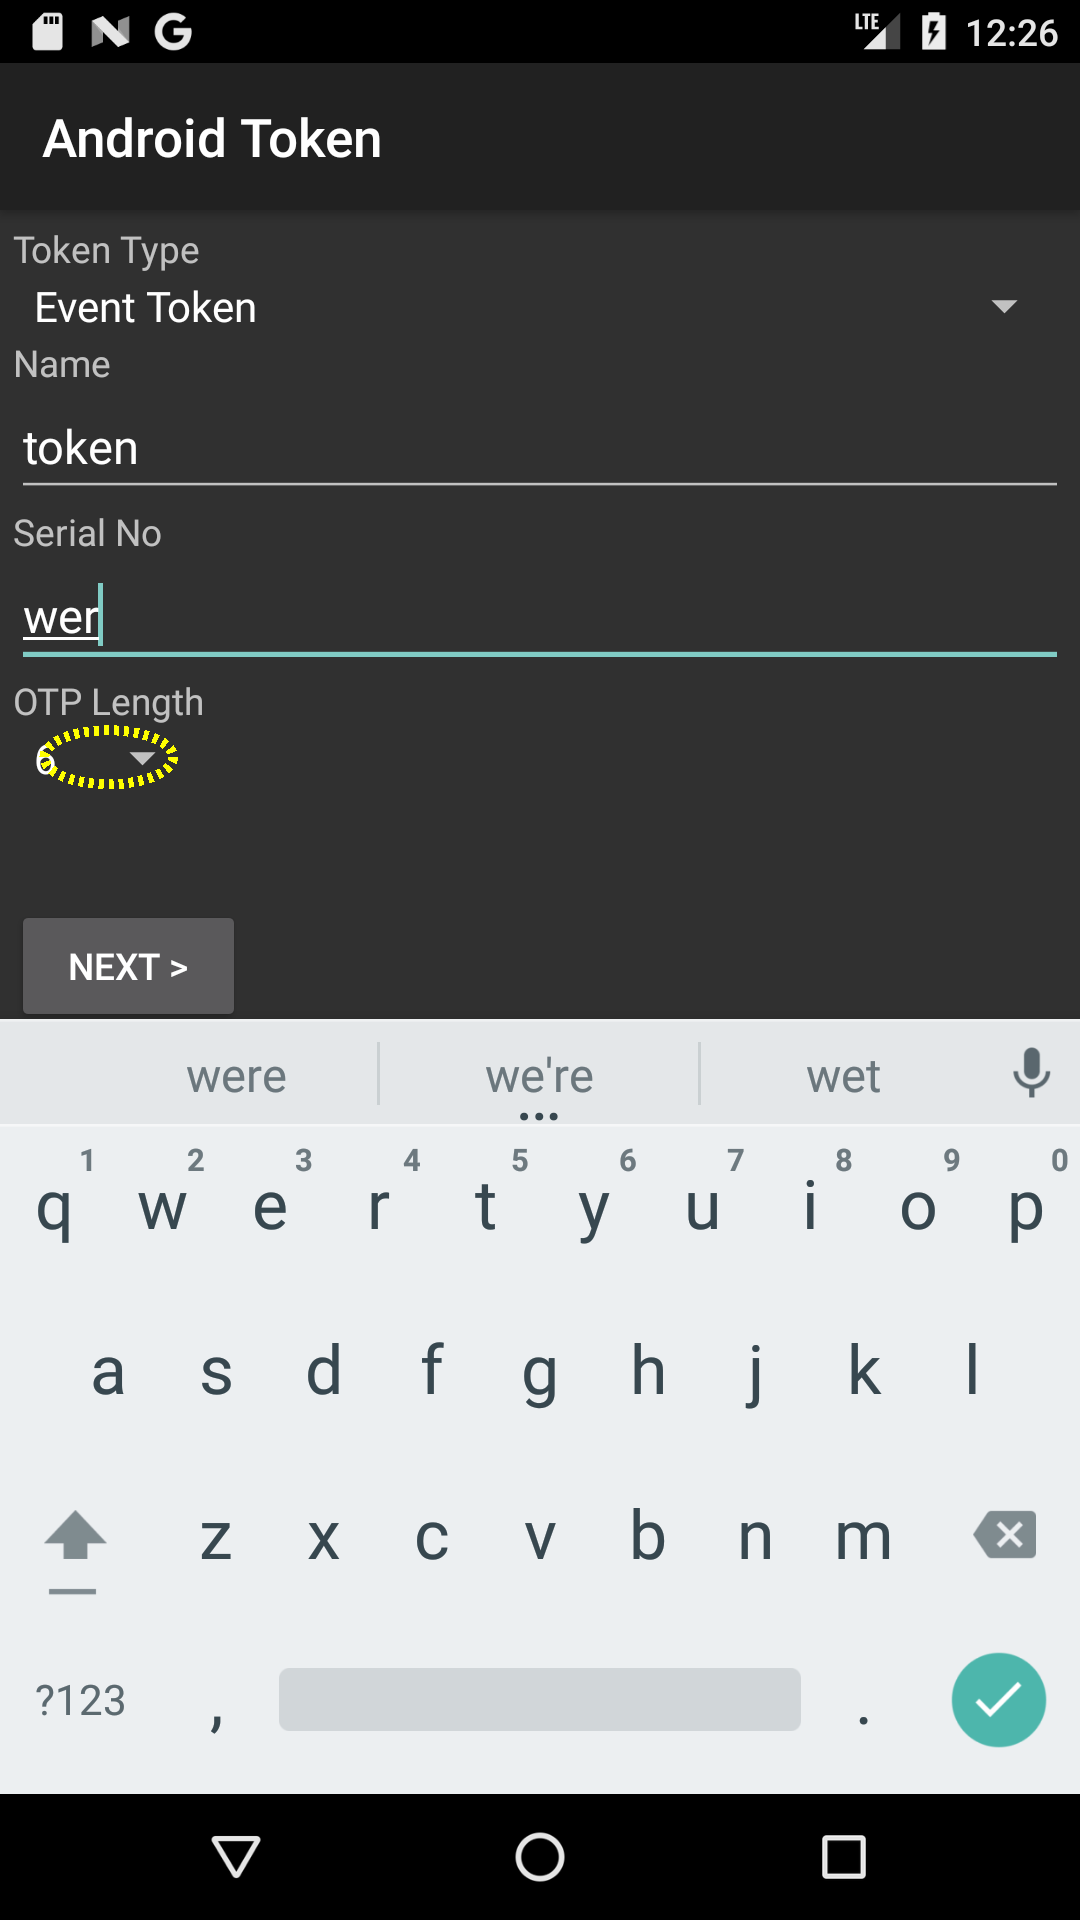 LTE 12:26
Android Token
Token Type
Event Token
Name
token
Serial No
wer
OTP Length
6
NEXT >
were we're wet
1 2 3 4 5 6 7 8 9 0
q w e r t y u i o p
a s d f g h j k l
z x c v b n m
?123 , .